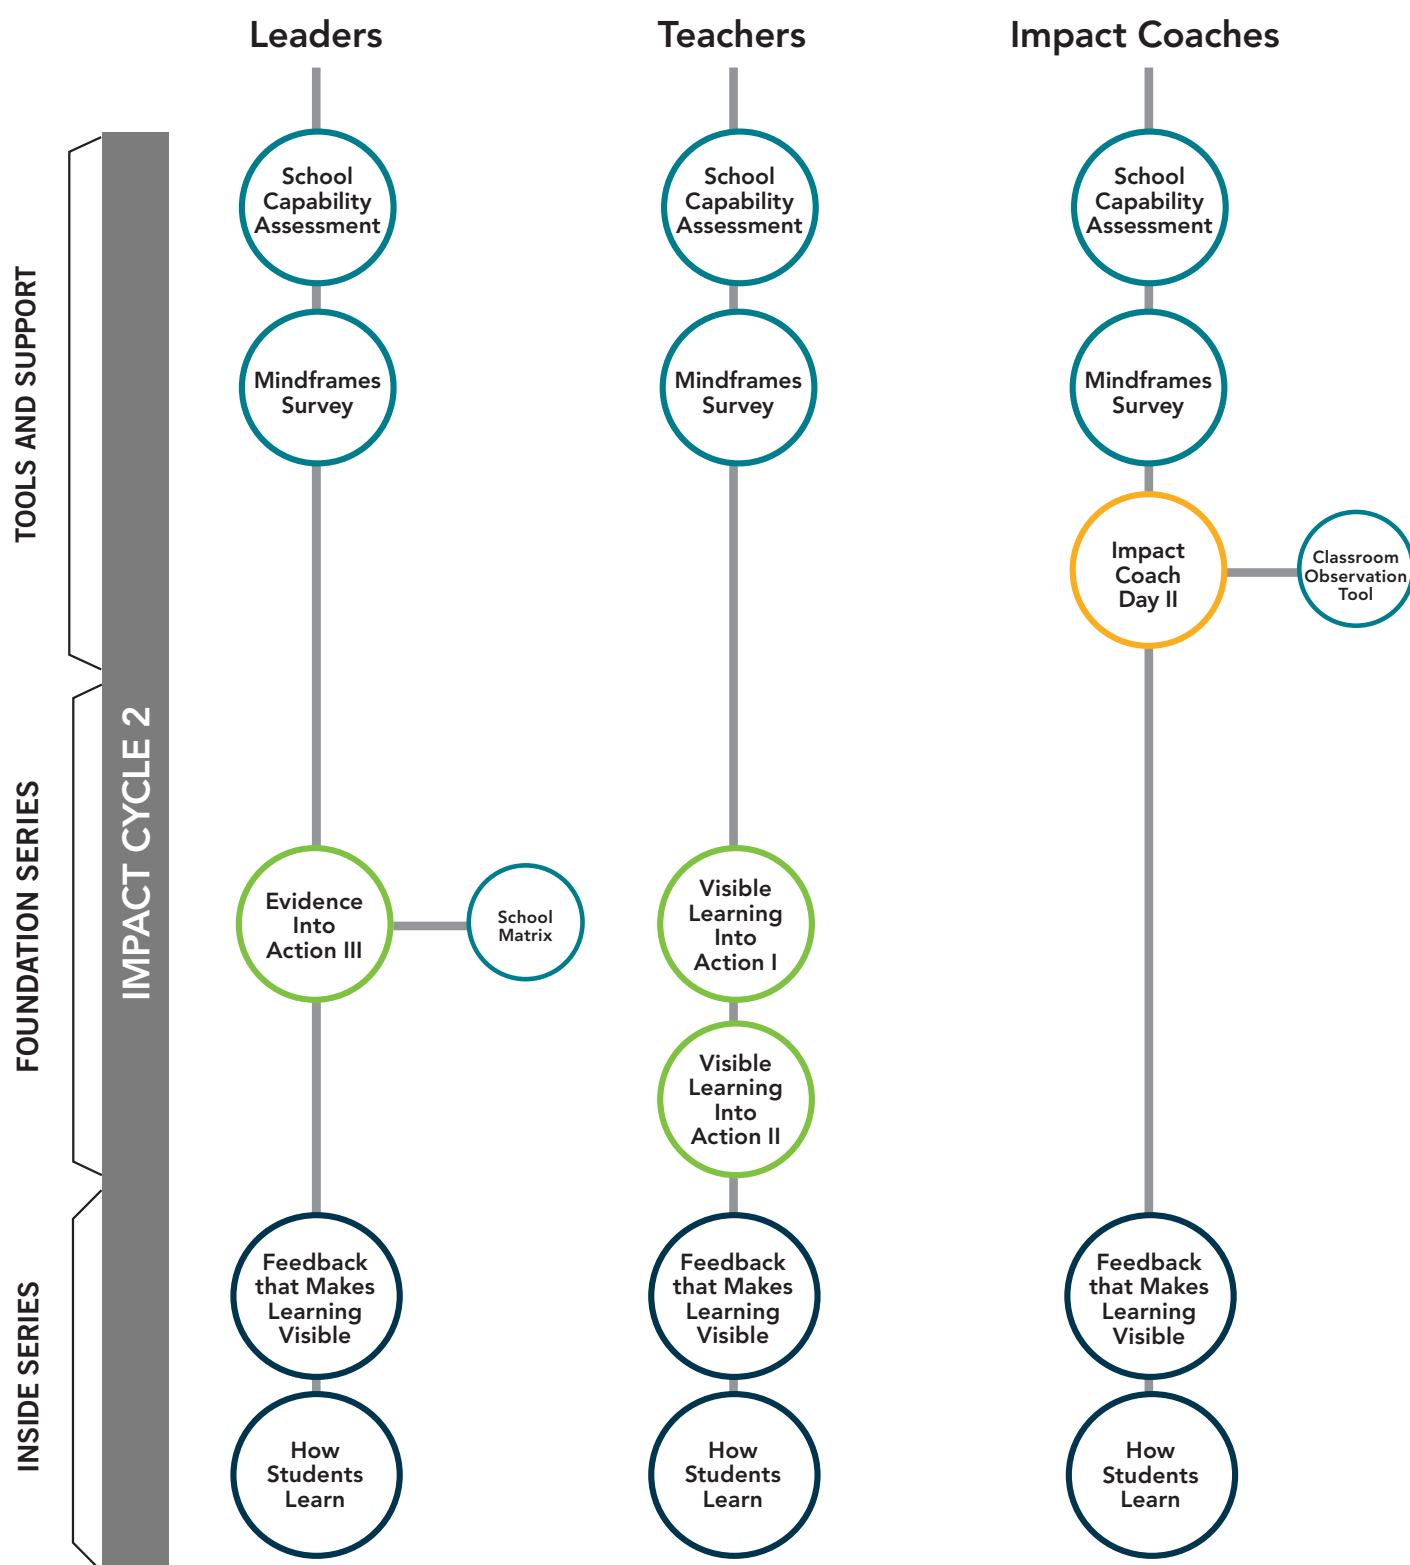 Leaders
Teachers
Impact Coaches
TOOLS AND SUPPORT
FOUNDATION SERIES
INSIDE SERIES
IMPACT CYCLE 2
School
Capability
Assessment
Mindframes
Survey
Evidence
Into
Action III
School
Matrix
Feedback
that Makes
Learning
Visible
How
Students
Learn
School
Capability
Assessment
Mindframes
Survey
Visible
Learning
Into
Action I
Visible
Learning
Into
Action II
Feedback
that Makes
Learning
Visible
How
Students
Learn
School
Capability
Assessment
Mindframes
Survey
Impact
Coach
Day II
Classroom
Observation
Tool
Feedback
that Makes
Learning
Visible
How
Students
Learn